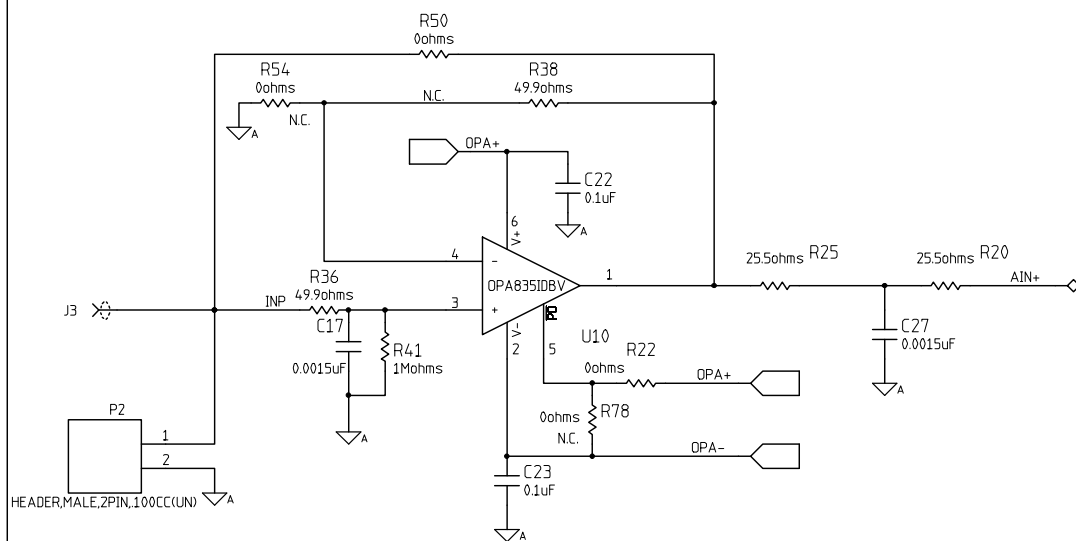 R50
0ohms
R54
0ohms
N.C.
A
N.C.
R38
49.9ohms
OPA+
C22
0.1uF
A
6
V+
4
-
OPA835IDBV
1
25.5ohms R25
25.5ohms R20
AIN+
J3
INP
R36
49.9ohms
3
+
C17
0.0015uF
R41
1Mohms
A
V-
2
PD
5
U10
R22
0ohms
OPA+
C27
0.0015uF
A
0ohms R78
N.C.
OPA-
P2
1
2
A
HEADER,MALE,2PIN,.100CC(UN)
C23
0.1uF
A